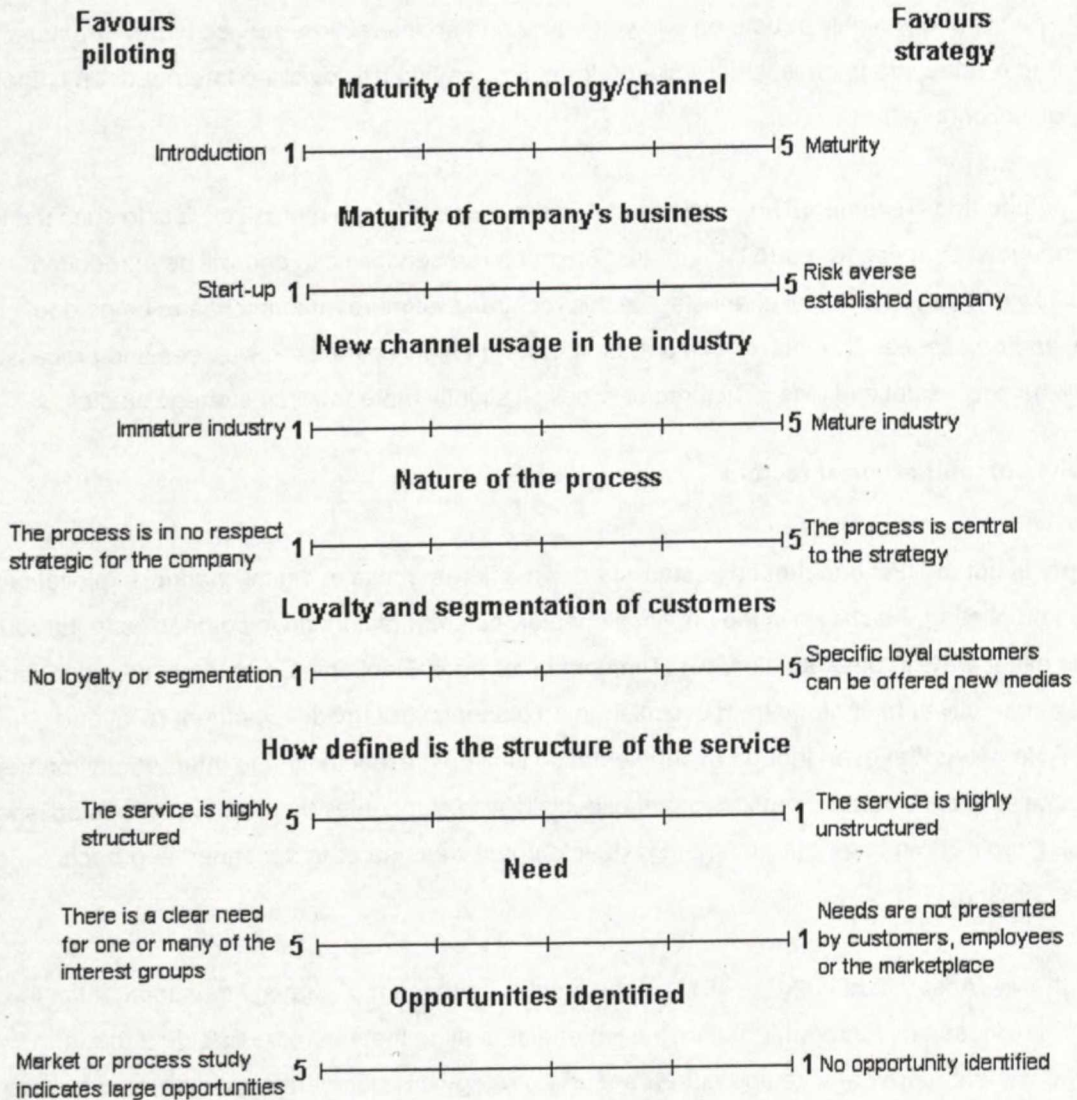 Favours piloting
Favours strategy
Maturity of technology/channel
Introduction 1 5 Maturity
Maturity of company's business
Start-up 1 5 Risk averse
established company
New channel usage in the industry
Immature industry 1 5 Mature industry
Nature of the process
The process is in no respect
strategic for the company 1 5 The process is central
to the strategy
Loyalty and segmentation of customers
No loyalty or segmentation 1 5 Specific loyal customers
can be offered new medias
How defined is the structure of the service
The service is highly
structured 5 1 The service is highly
unstructured
Need
There is a clear need
for one or many of the
interest groups 5 1 Needs are not presented
by customers, employees
or the marketplace
Opportunities identified
Market or process study
indicates large opportunities 5 1 No opportunity identified